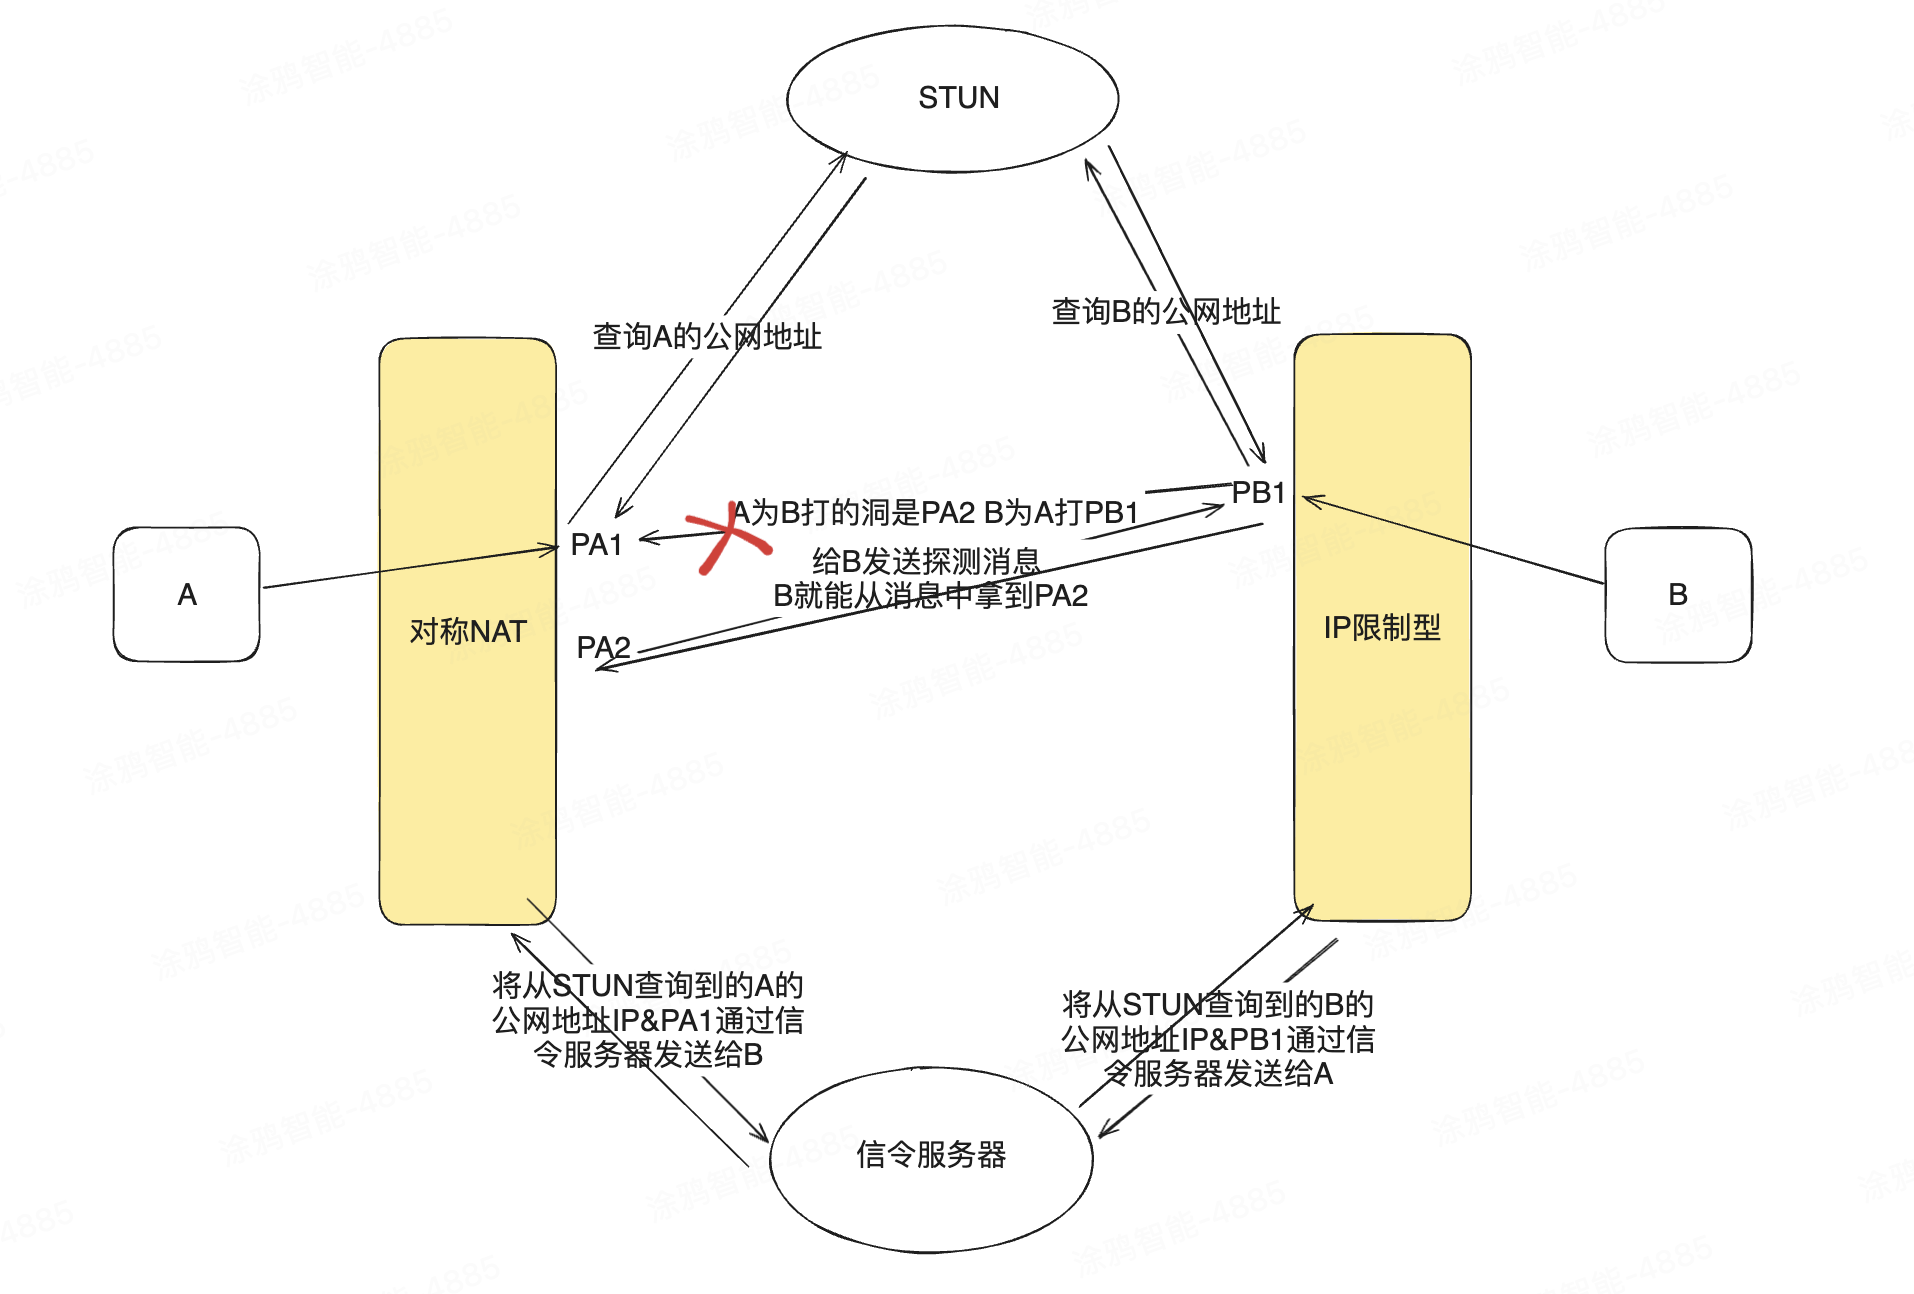 STUN
查询A的公网地址
查询B的公网地址
A为B打的洞是PA2 B为A打PB1
PB1
PA1
给B发送探测消息
B就能从消息中拿到PA2
A
对称NAT
PA2
IP限制型
B
将从STUN查询到的A的
公网地址IP&PA1通过信
令服务器发送给B
将从STUN查询到的B的
公网地址IP&PB1通过信
令服务器发送给A
信令服务器
涂鸦智能-4885